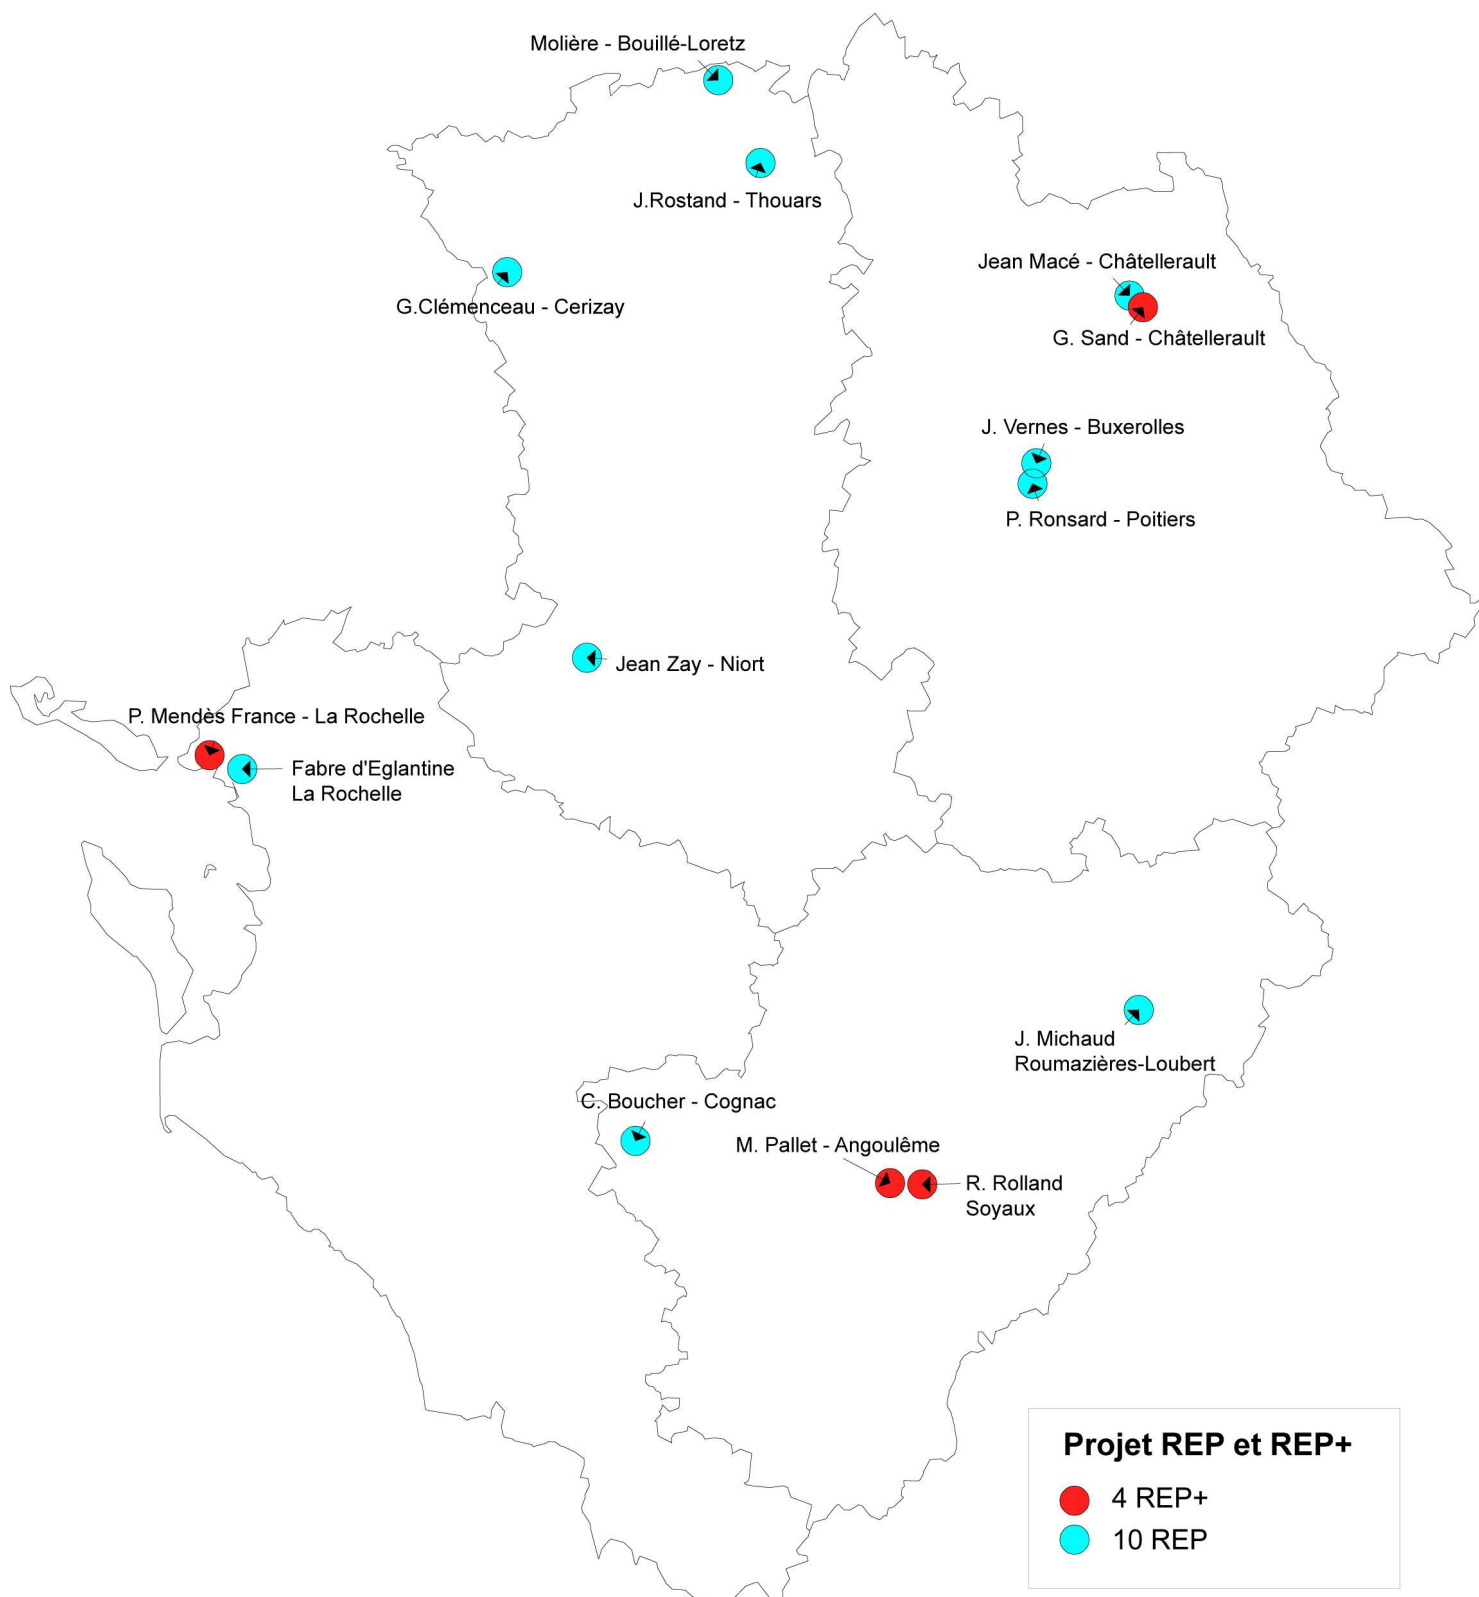 Molière - Bouillé-Loretz
J.Rostand - Thouars
Jean Macé - Châtellerault
G.Clémenceau - Cerizay
G. Sand - Châtellerault
J. Vernes - Buxerolles
P. Ronsard - Poitiers
Jean Zay - Niort
P. Mendès France - La Rochelle
Fabre d'Eglantine
La Rochelle
J. Michaud
Roumazières-Loubert
C. Boucher - Cognac
M. Pallet - Angoulême
R. Rolland
Soyaux
Projet REP et REP+
4 REP+
10 REP